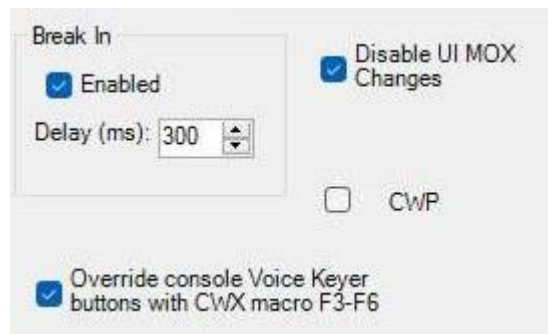 Break In
Enabled
Delay (ms): 300
Disable UI MOX
Changes
CWP
Override console Voice Keyer
buttons with CWX macro F3-F6